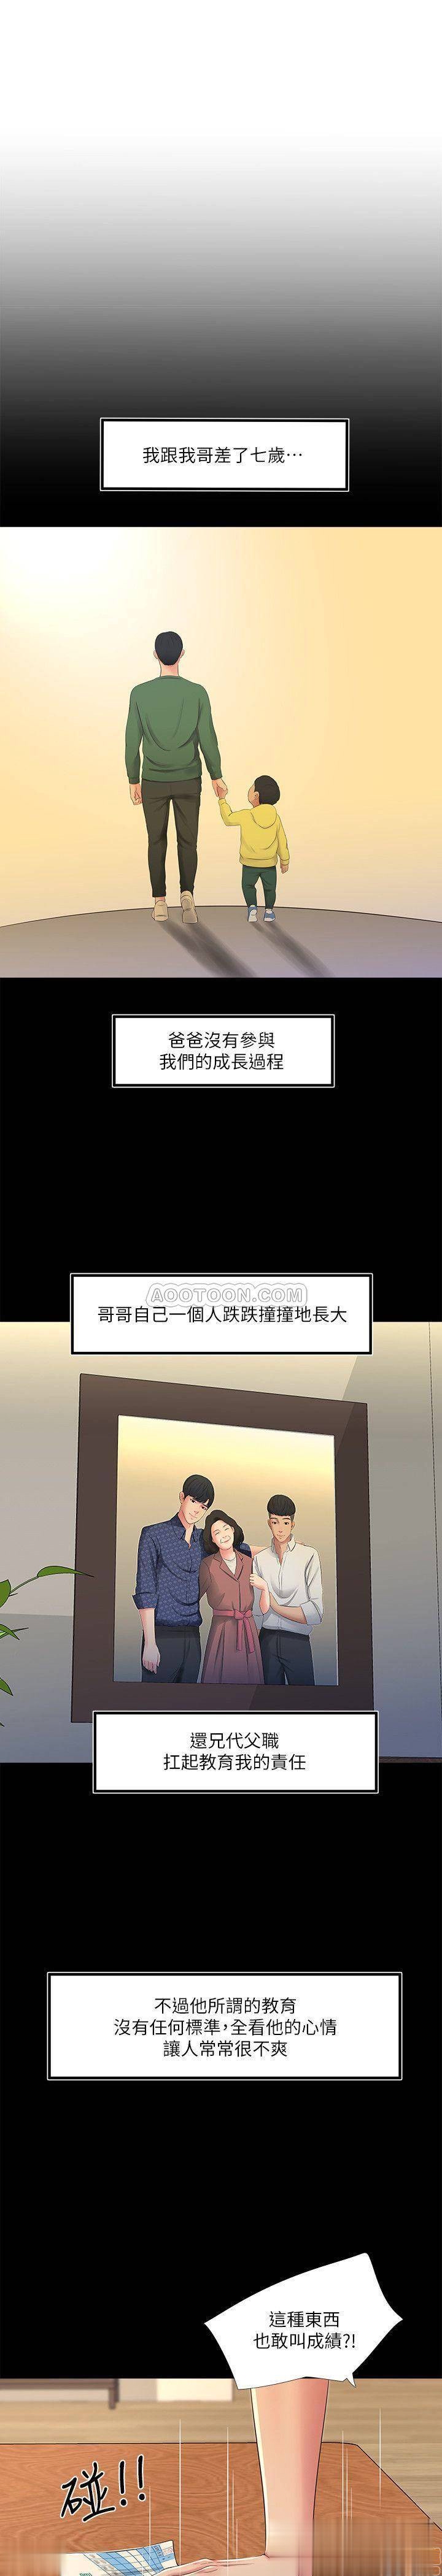 我跟我哥差了七歲…
爸爸沒有參與
我們的成長過程
AOOTOON.COM
哥哥自己一個人跌跌撞撞地長大
還兄代父職
扛起教育我的責任
不過他所謂的教育
沒有任何標準，全看他的心情
讓人常常很不爽
這種東西
也敢叫成績?!
碰!!